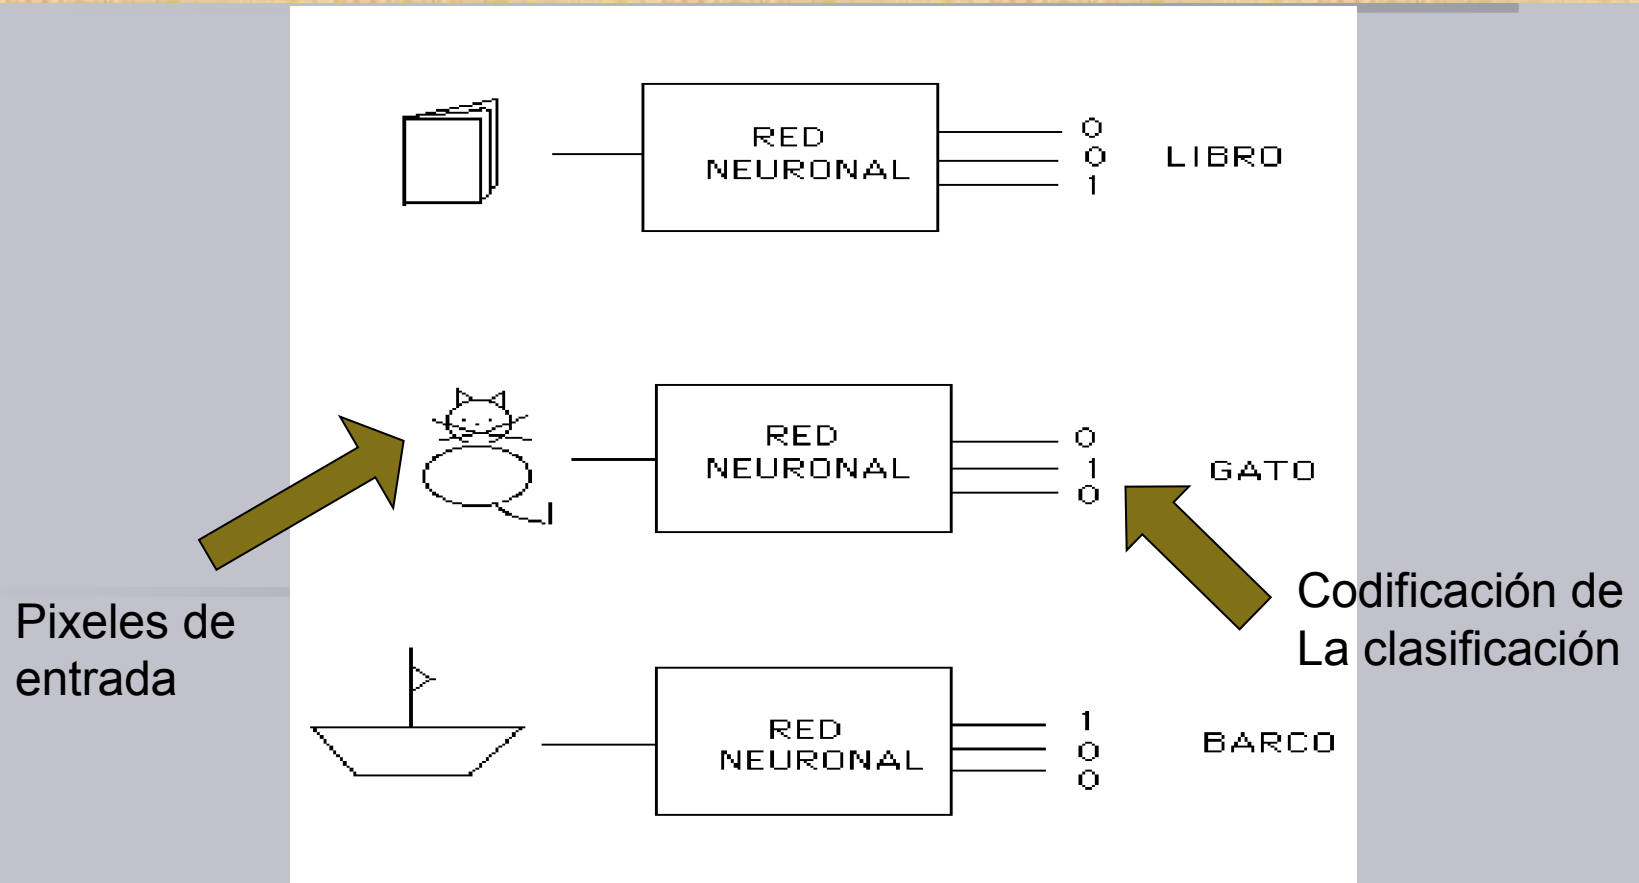 RED
NEURONAL
0
0
1
LIBRO
RED
NEURONAL
0
1
0
GATO
Pixeles de
entrada
Codificación de
La clasificación
RED
NEURONAL
1
0
0
BARCO